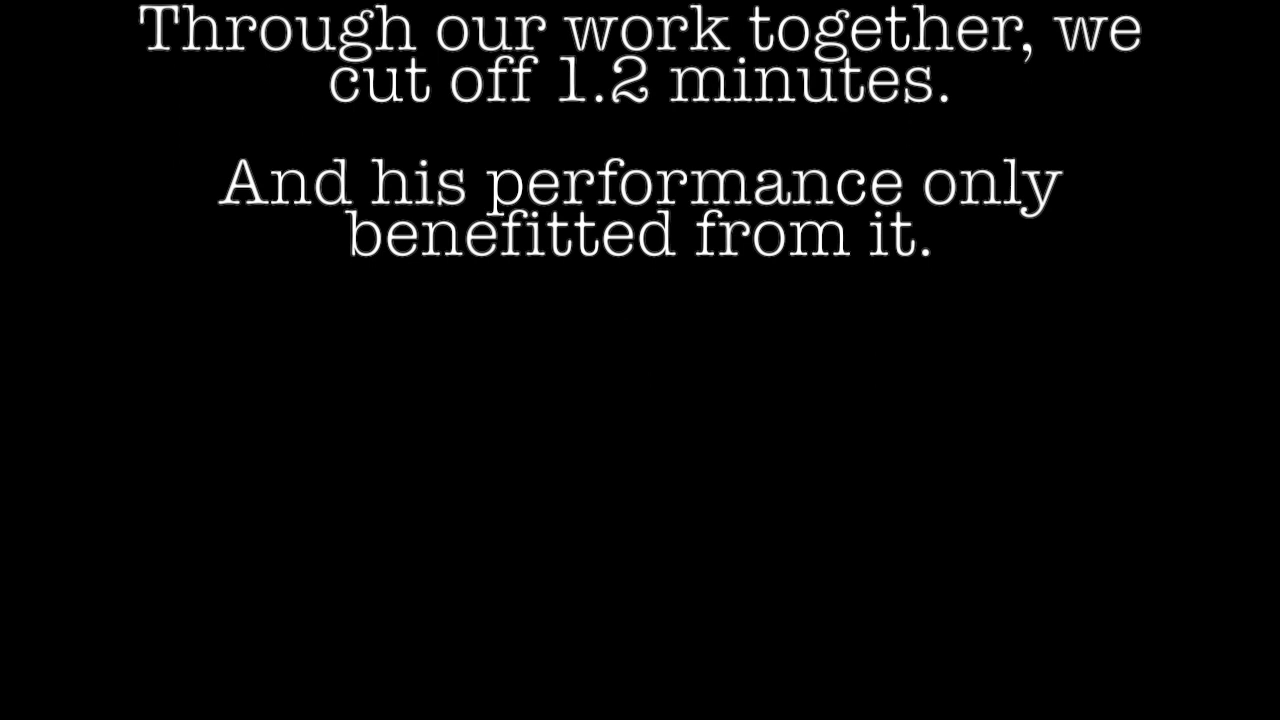 Through our work together, we
cut off 1.2 minutes.
And his performance only
benefitted from it.